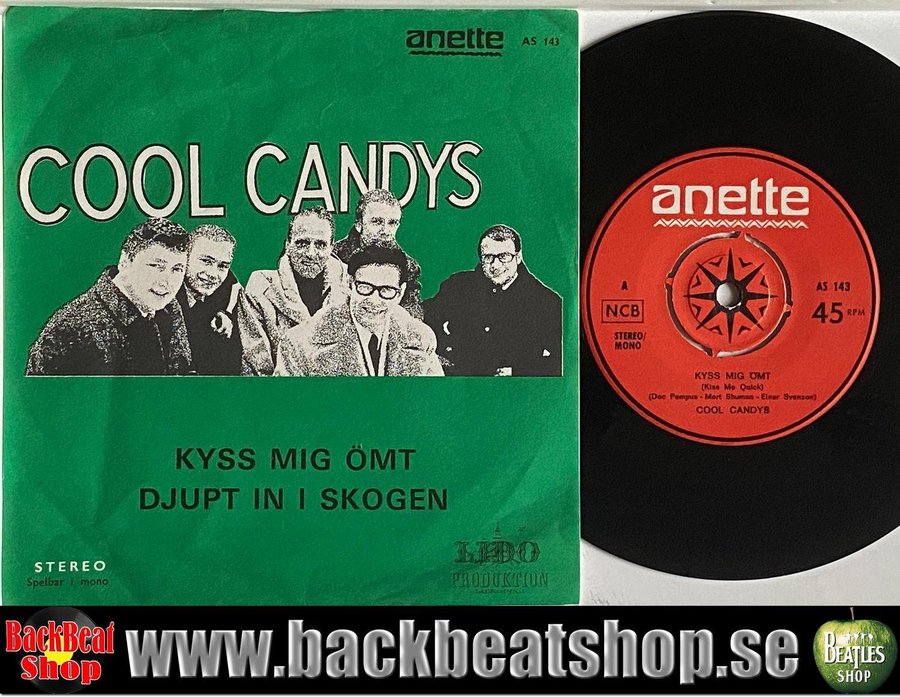 anette AS 143
COOL CANDYS
KYSS MIG ÖMT
DJUPT IN I SKOGEN
STEREO
Spelbar i mono
LIDO
PRODUKTION
anette
A
AS 143
NCB
45 RPM
STEREO/
MONO
KYSS MIG ÖMT
(Kiss Me Quick)
(Doc Pompus - Mort Shuman - Einar Svenson)
COOL CANDYS
BackBeat
Shop
www.backbeatshop.se
BEATLES
SHOP